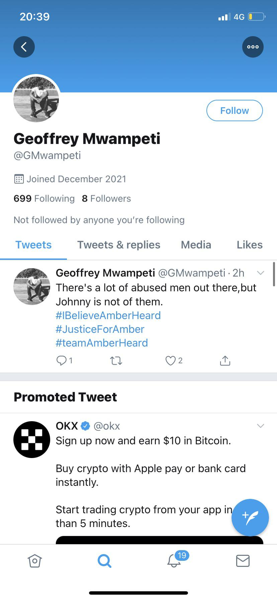 20:39
4G
Follow
Geoffrey Mwampeti
@GMwampeti
Joined December 2021
699 Following 8 Followers
Not followed by anyone you're following
Tweets Tweets & replies Media Likes
Geoffrey Mwampeti @GMwampeti · 2h
There's a lot of abused men out there,but
Johnny is not of them.
#IBelieveAmberHeard
#JusticeForAmber
#teamAmberHeard
1 2
Promoted Tweet
OKX @okx
Sign up now and earn $10 in Bitcoin.
Buy crypto with Apple pay or bank card
instantly.
Start trading crypto from your app in
than 5 minutes.
19